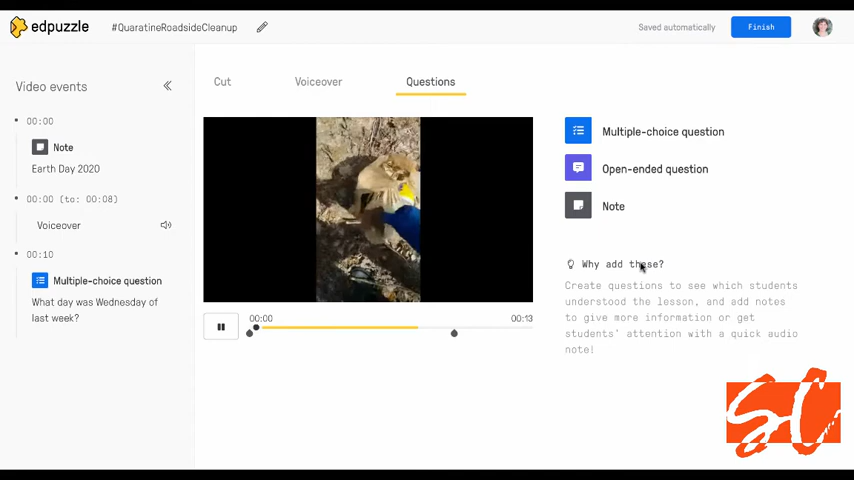 edpuzzle
#QuaratineRoadsideCleanup
Saved automatically
Finish
Video events
Cut
Voiceover
Questions
00:00
Note
Earth Day 2020
00:00 (to: 00:08)
Voiceover
00:10
Multiple-choice question
What day was Wednesday of
last week?
00:00
00:13
Multiple-choice question
Open-ended question
Note
Why add these?
Create questions to see which students
understood the lesson, and add notes
to give more information or get
students' attention with a quick audio
note!
SC